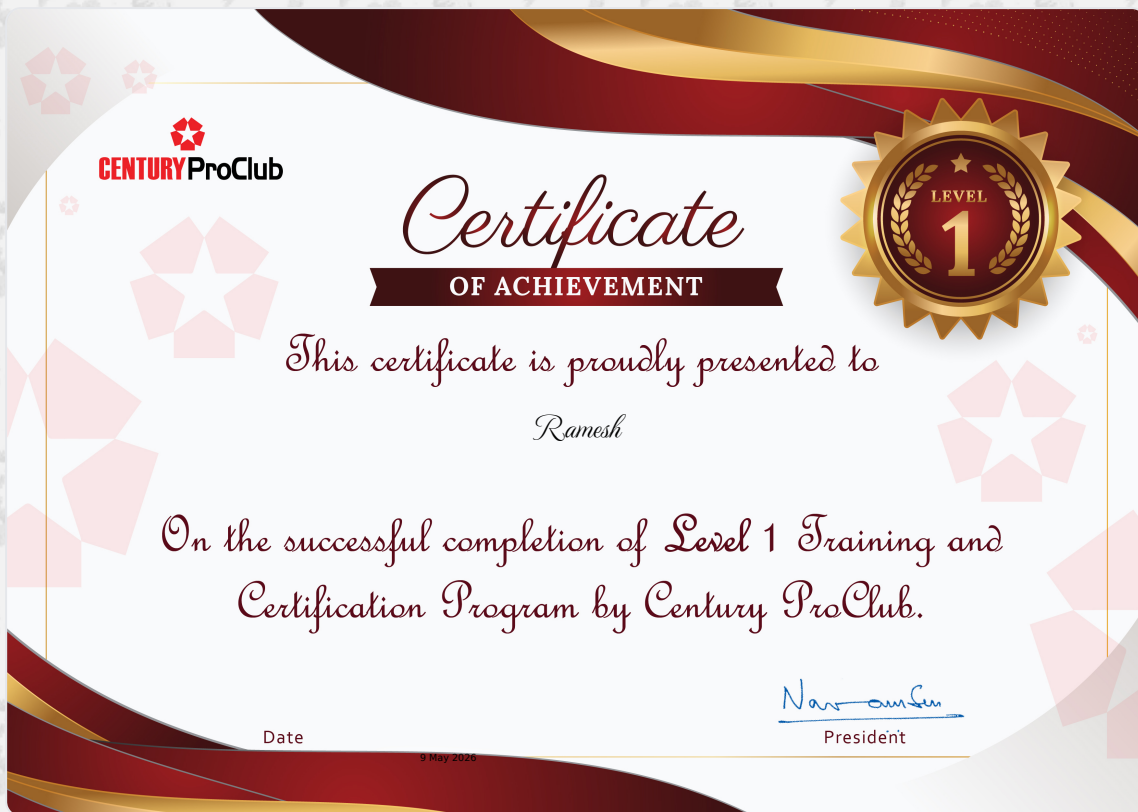 CENTURY ProClub
LEVEL
1
Certificate
OF ACHIEVEMENT
This certificate is proudly presented to
Ramesh
On the successful completion of Level 1 Training and
Certification Program by Century ProClub.
Date
President
9 May 2026